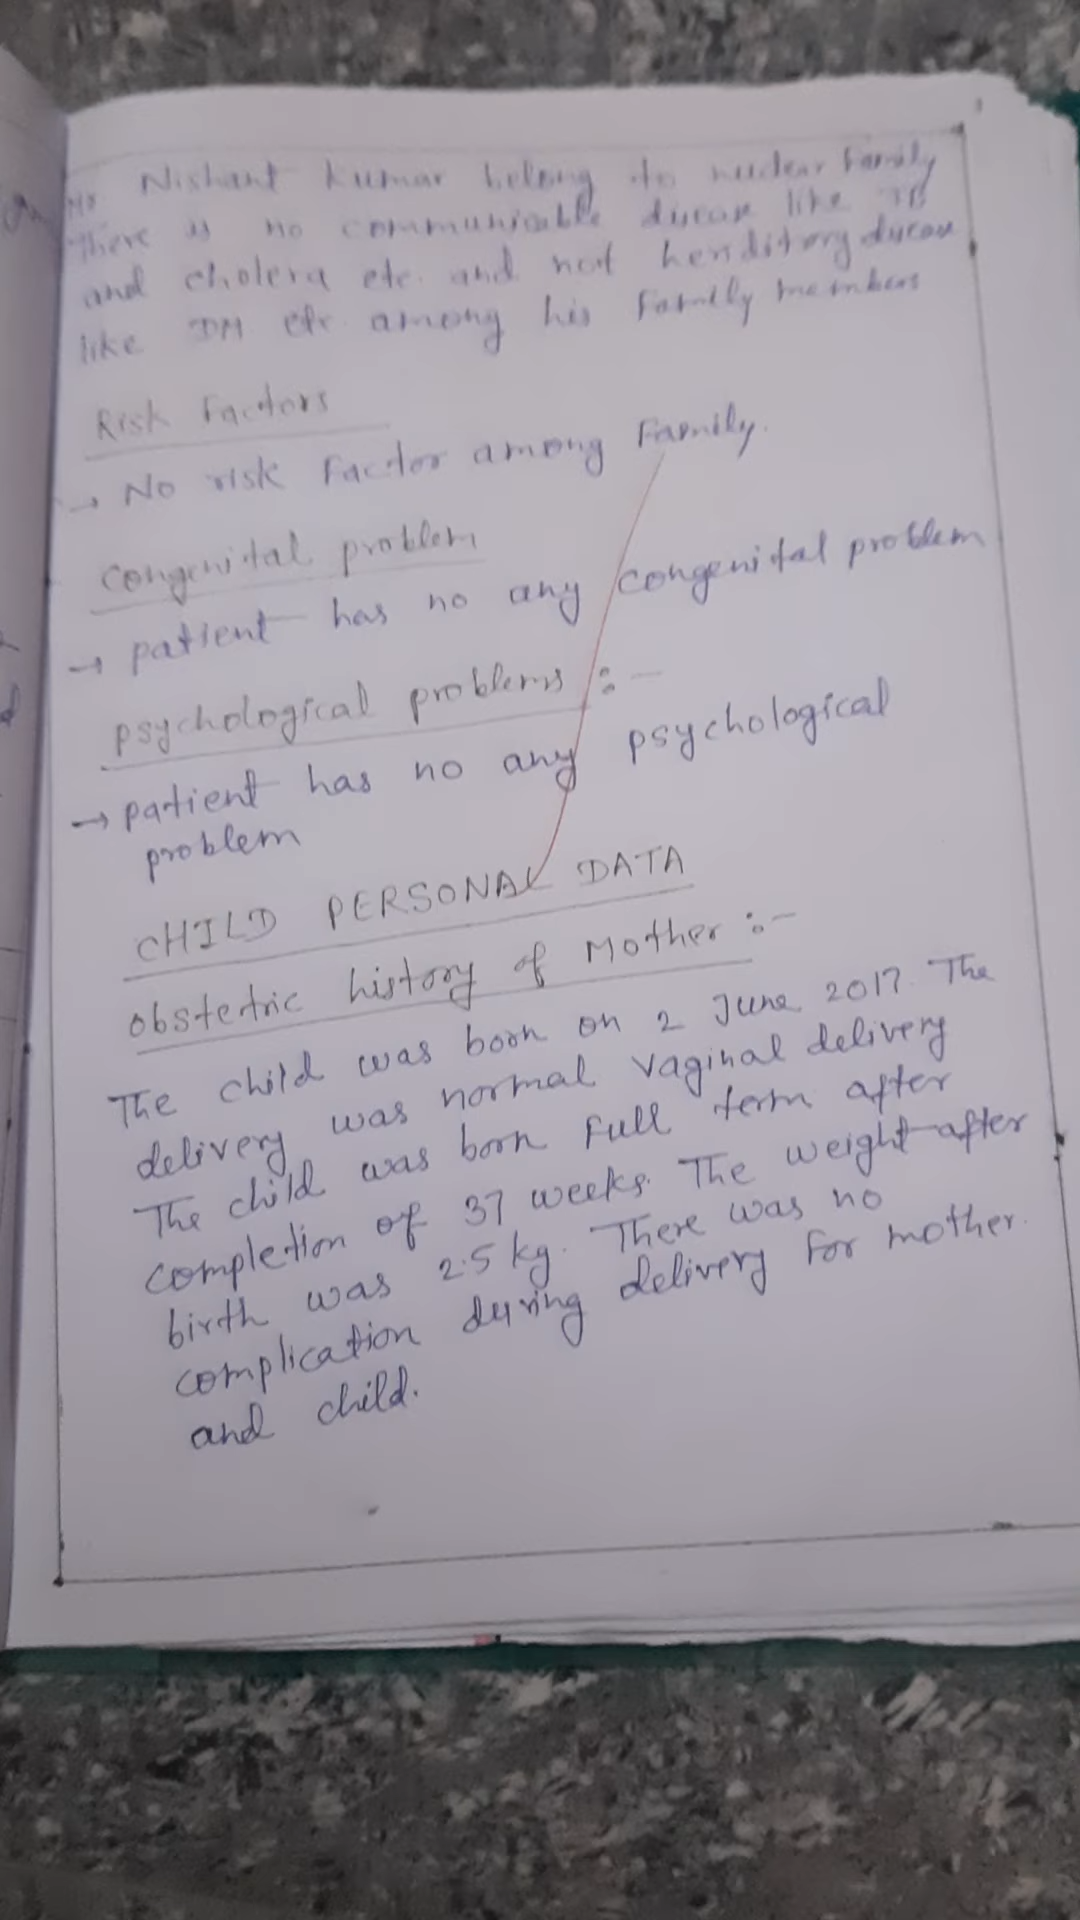 Mr Nishant Kumar belong to nuclear Family
There is no communicable disease like TB
and cholera etc. and not henditory disease
like DM etc. among his Family members
Risk Factors
→ No risk Factor among Family.
Congenital problem
→ patient has no any congenital problem
psychological problems :-
→ patient has no any psychological
problem
CHILD PERSONAL DATA
obstetric history of Mother :-
The child was born on 2 June 2017. The
delivery was normal vaginal delivery
The child was born Full term after
completion of 37 weeks. The weight after
birth was 2.5 kg. There was no
complication during delivery For mother
and child.